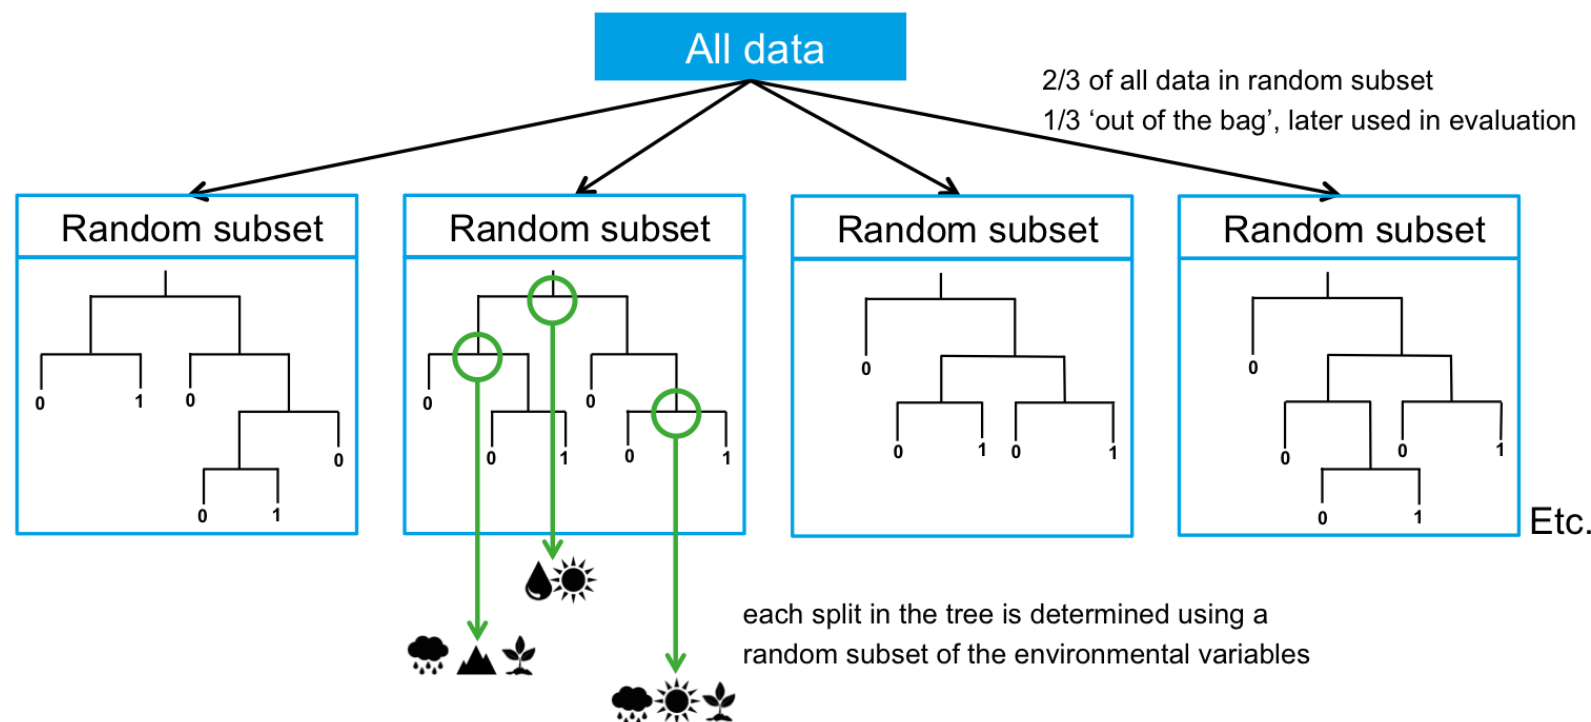 All data
2/3 of all data in random subset
1/3 ‘out of the bag’, later used in evaluation
Random subset
Random subset
Random subset
Random subset
0
1
0
0
1
0
0
0
1
0
0
1
0
0
1
0
1
0
0
0
1
0
1
Etc.
each split in the tree is determined using a
random subset of the environmental variables